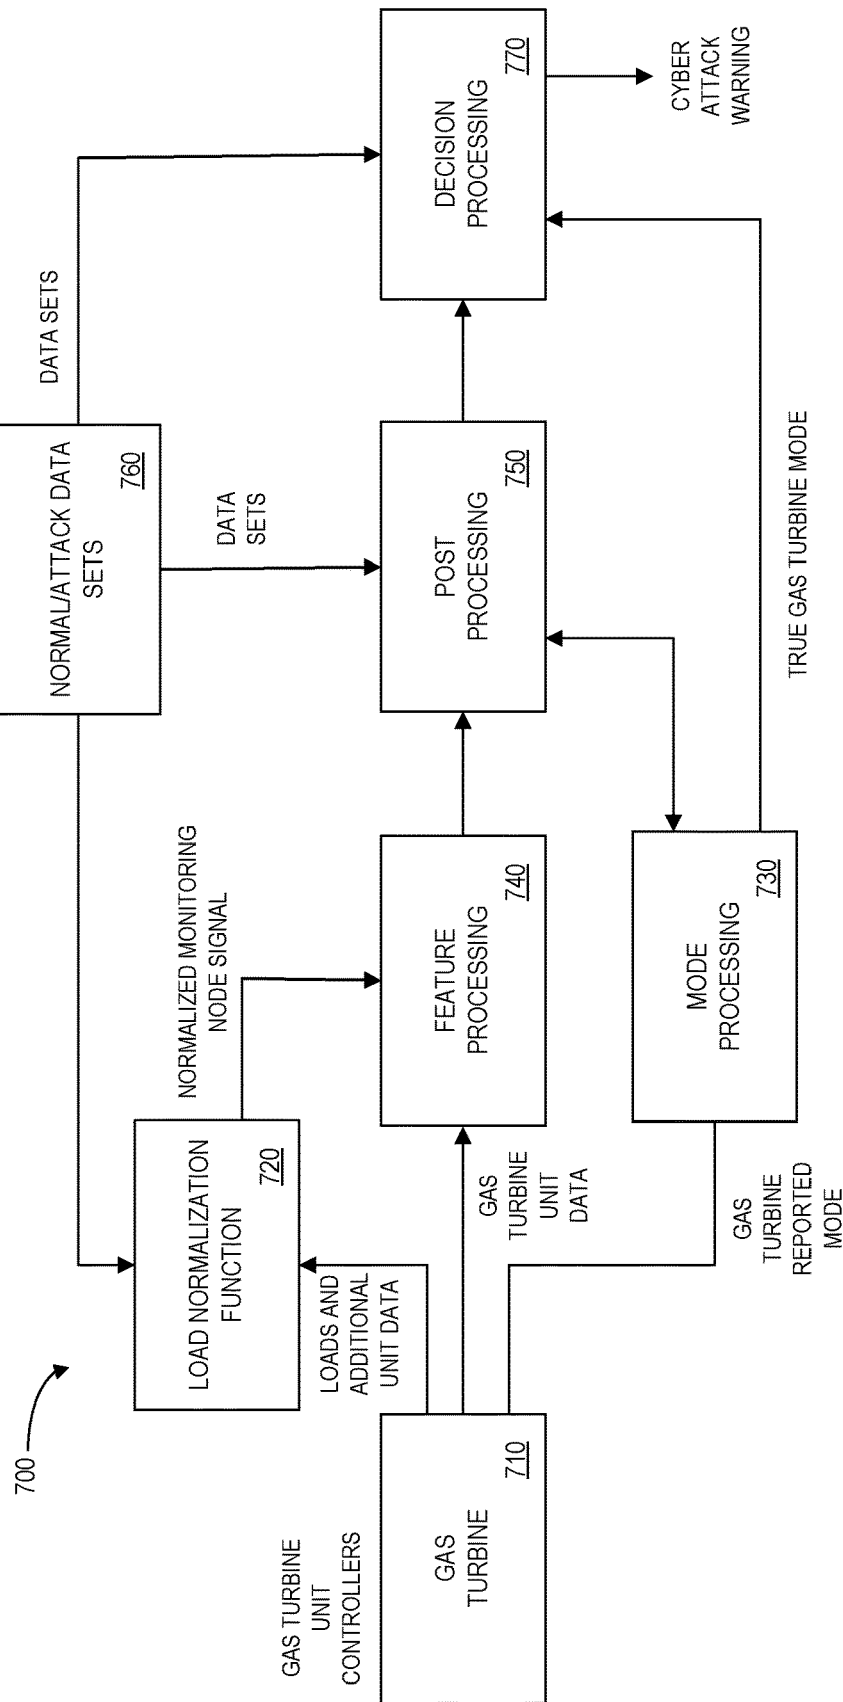 700
NORMAL/ATTACK DATA
SETS
760
DATA SETS
DATA
SETS
LOAD NORMALIZATION
FUNCTION
720
NORMALIZED MONITORING
NODE SIGNAL
LOADS AND
ADDITIONAL
UNIT DATA
GAS TURBINE
UNIT
CONTROLLERS
GAS
TURBINE
710
GAS
TURBINE
UNIT
DATA
FEATURE
PROCESSING
740
POST
PROCESSING
750
DECISION
PROCESSING
770
CYBER
ATTACK
WARNING
GAS
TURBINE
REPORTED
MODE
MODE
PROCESSING
730
TRUE GAS TURBINE MODE